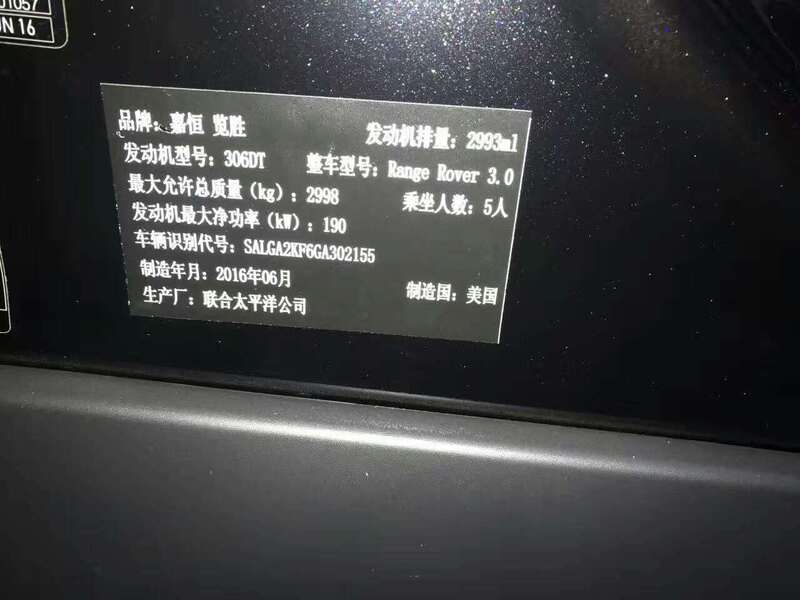 01057
JN 16
品牌：嘉恒 览胜 发动机排量：2993ml
发动机型号：306DT 整车型号：Range Rover 3.0
最大允许总质量（kg）：2998 乘坐人数：5人
发动机最大净功率（kW）：190
车辆识别代号：SALGA2KF6GA302155
制造年月：2016年06月 制造国：美国
生产厂：联合太平洋公司